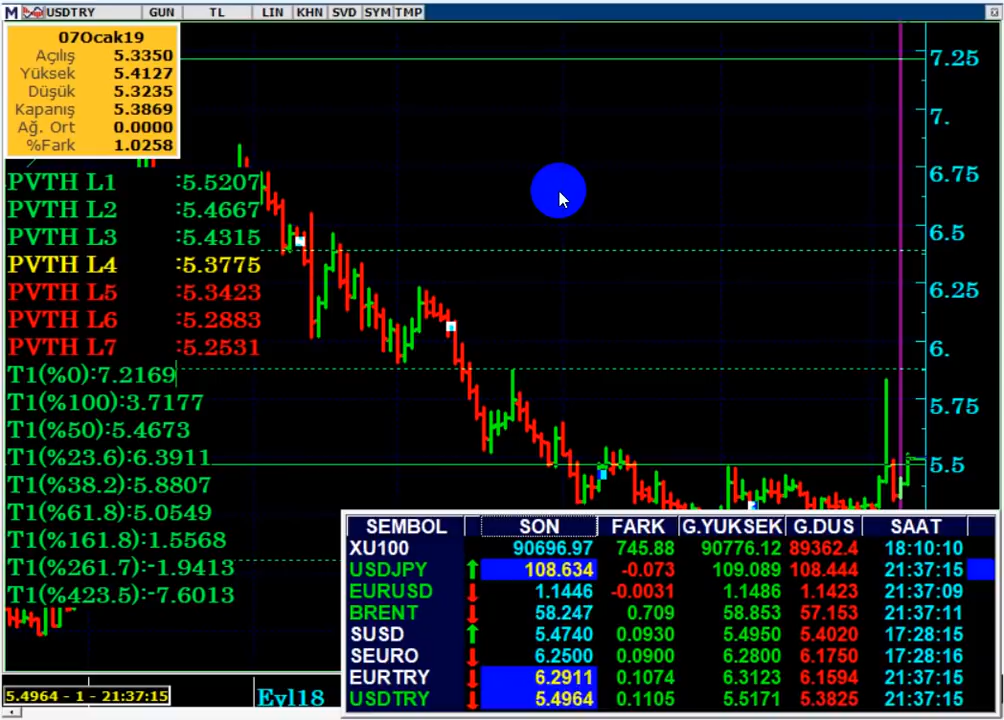 M USDTRY GUN TL LIN KHN SVD SYM TMP
07Ocak19
Açılış 5.3350
Yüksek 5.4127
Düşük 5.3235
Kapanış 5.3869
Ağ. Ort 0.0000
%Fark 1.0258
PVTH L1 :5.5207
PVTH L2 :5.4667
PVTH L3 :5.4315
PVTH L4 :5.3775
PVTH L5 :5.3423
PVTH L6 :5.2883
PVTH L7 :5.2531
T1(%0):7.2169
T1(%100):3.7177
T1(%50):5.4673
T1(%23.6):6.3911
T1(%38.2):5.8807
T1(%61.8):5.0549
T1(%161.8):1.5568
T1(%261.7):-1.9413
T1(%423.5):-7.6013
7.25
7.
6.75
6.5
6.25
6.
5.75
5.5
SEMBOL SON FARK G.YUKSEK G.DUS SAAT
XU100 90696.97 745.88 90776.12 89362.4 18:10:10
USDJPY 108.634 -0.073 109.089 108.444 21:37:15
EURUSD 1.1446 -0.0031 1.1486 1.1423 21:37:09
BRENT 58.247 0.709 58.853 57.153 21:37:11
SUSD 5.4740 0.0930 5.4950 5.4020 17:28:15
SEURO 6.2500 0.0900 6.2800 6.1750 17:28:16
EURTRY 6.2911 0.1074 6.3123 6.1594 21:37:15
USDTRY 5.4964 0.1105 5.5171 5.3825 21:37:15
5.4964 - 1 - 21:37:15
Eyl18